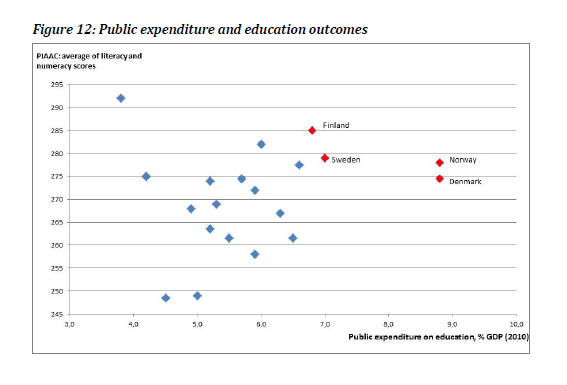 Figure 12: Public expenditure and education outcomes
PIAAC: average of literacy and
numeracy scores
295
290
285
280
275
270
265
260
255
250
245
Finland
Sweden
Norway
Denmark
3,0 4,0 5,0 6,0 7,0 8,0 9,0 10,0
Public expenditure on education, % GDP (2010)